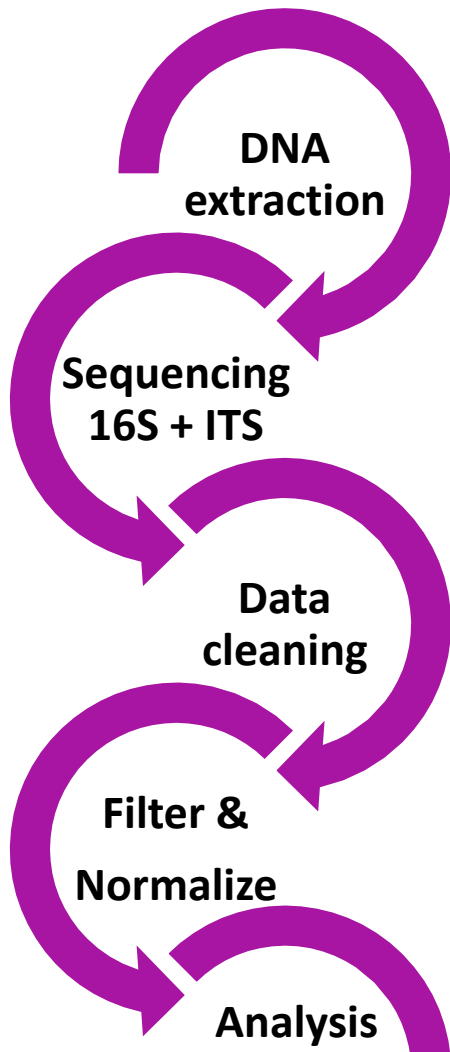 DNA
extraction
Sequencing
16S + ITS
Data
cleaning
Filter &
Normalize
Analysis